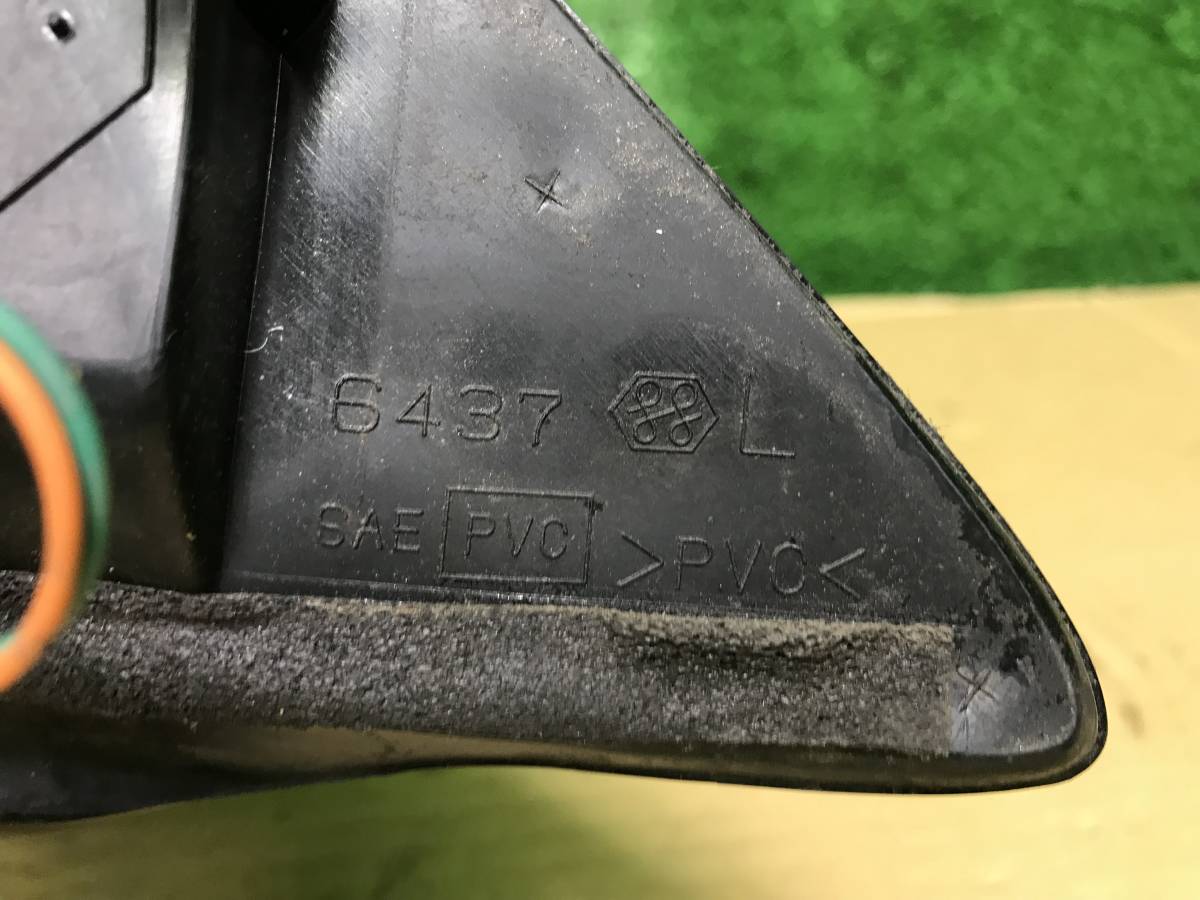 6437 L
SAE PVC >PVC<